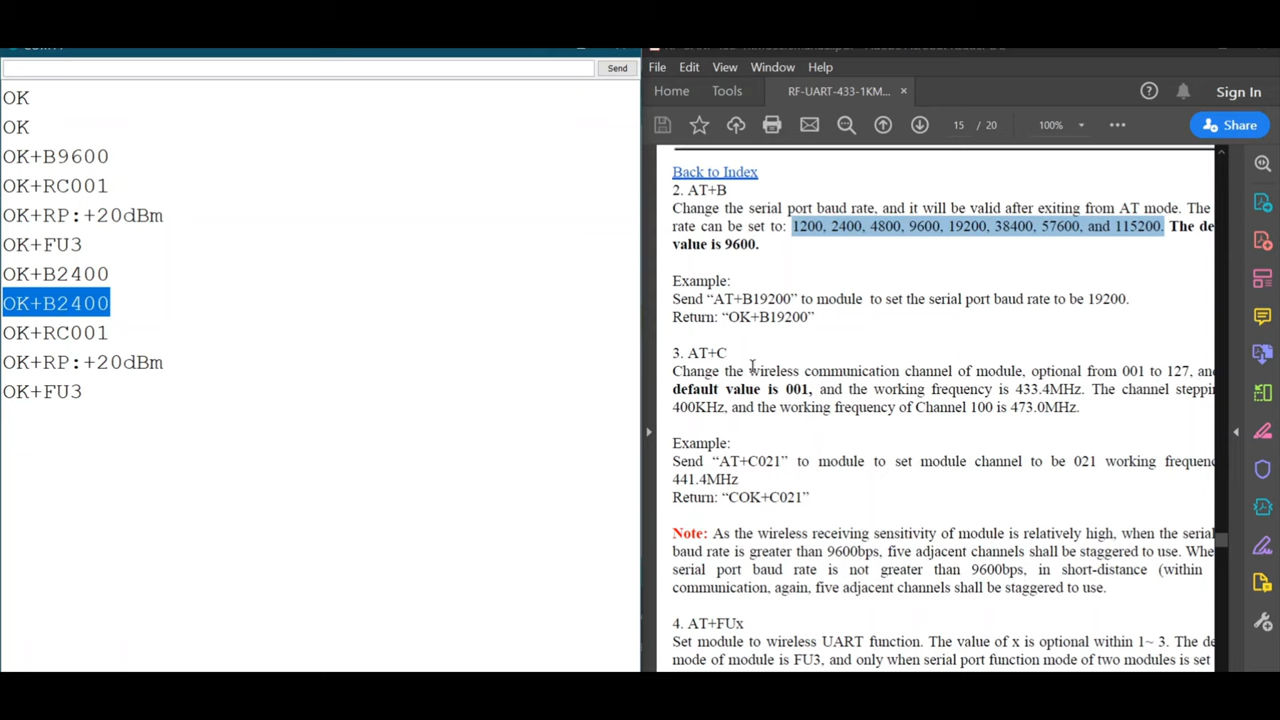 Send
OK
OK
OK+B9600
OK+RC001
OK+RP:+20dBm
OK+FU3
OK+B2400
OK+B2400
OK+RC001
OK+RP:+20dBm
OK+FU3
File Edit View Window Help
Home Tools RF-UART-433-1KM... × Sign In
15 / 20 100% Share
Back to Index
2. AT+B
Change the serial port baud rate, and it will be valid after exiting from AT mode. The
rate can be set to: 1200, 2400, 4800, 9600, 19200, 38400, 57600, and 115200. The de
value is 9600.
Example:
Send “AT+B19200” to module to set the serial port baud rate to be 19200.
Return: “OK+B19200”
3. AT+C
Change the wireless communication channel of module, optional from 001 to 127, an
default value is 001, and the working frequency is 433.4MHz. The channel steppi
400KHz, and the working frequency of Channel 100 is 473.0MHz.
Example:
Send “AT+C021” to module to set module channel to be 021 working frequenc
441.4MHz
Return: “COK+C021”
Note: As the wireless receiving sensitivity of module is relatively high, when the serial
baud rate is greater than 9600bps, five adjacent channels shall be staggered to use. Whe
serial port baud rate is not greater than 9600bps, in short-distance (within
communication, again, five adjacent channels shall be staggered to use.
4. AT+FUx
Set module to wireless UART function. The value of x is optional within 1~ 3. The de
mode of module is FU3, and only when serial port function mode of two modules is set